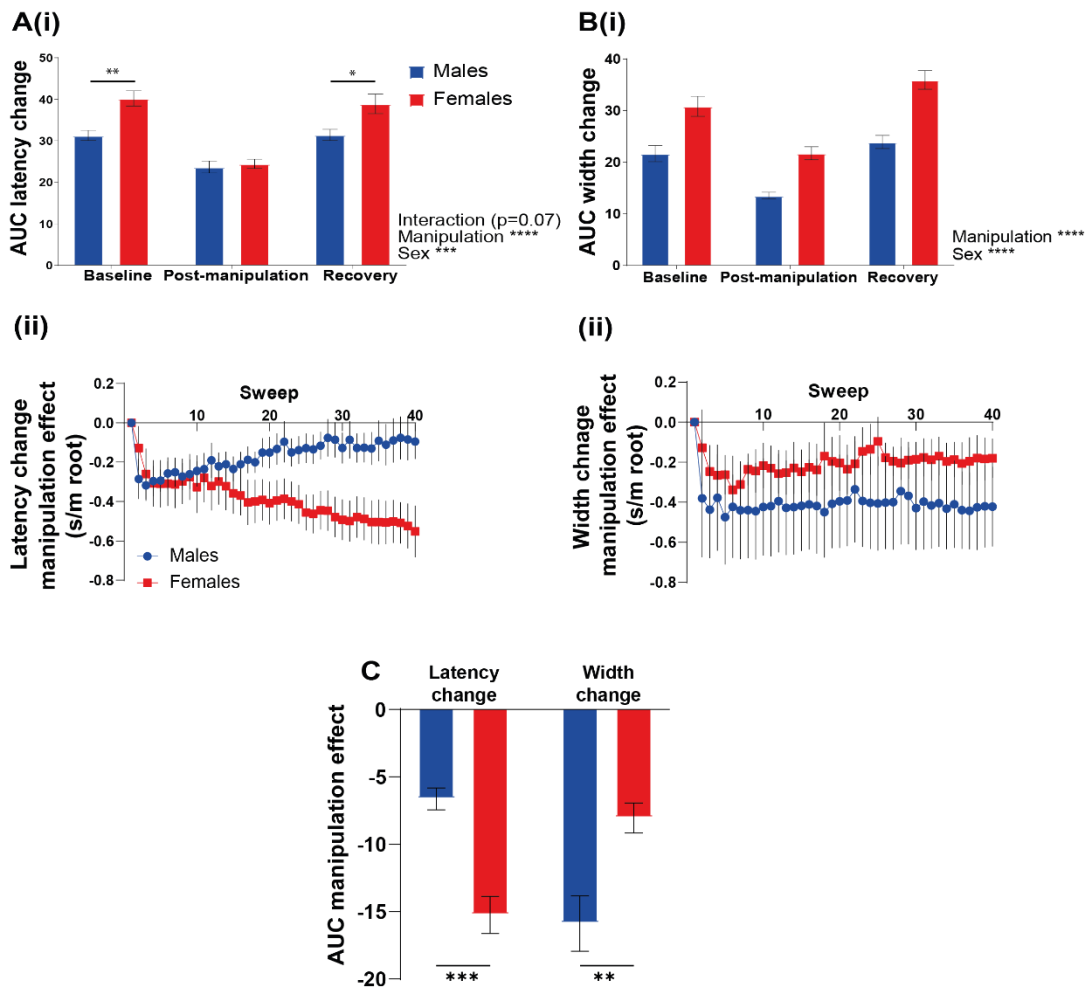 A(i)
AUC latency change
50
40
30
20
10
0
**
*
Males
Females
Interaction (p=0.07)
Manipulation ****
Sex ***
Baseline Post-manipulation Recovery
B(i)
AUC width change
40
30
20
10
0
Manipulation ****
Sex ****
Baseline Post-manipulation Recovery
(ii)
Latency change
manipulation effect
(s/m root)
Sweep
10 20 30 40
0.2
0.0
-0.2
-0.4
-0.6
-0.8
Males
Females
(ii)
Width chnage
manipulation effect
(s/m root)
Sweep
10 20 30 40
0.2
0.0
-0.2
-0.4
-0.6
-0.8
C
Latency
change
Width
change
AUC manipulation effect
0
-5
-10
-15
-20
***
**